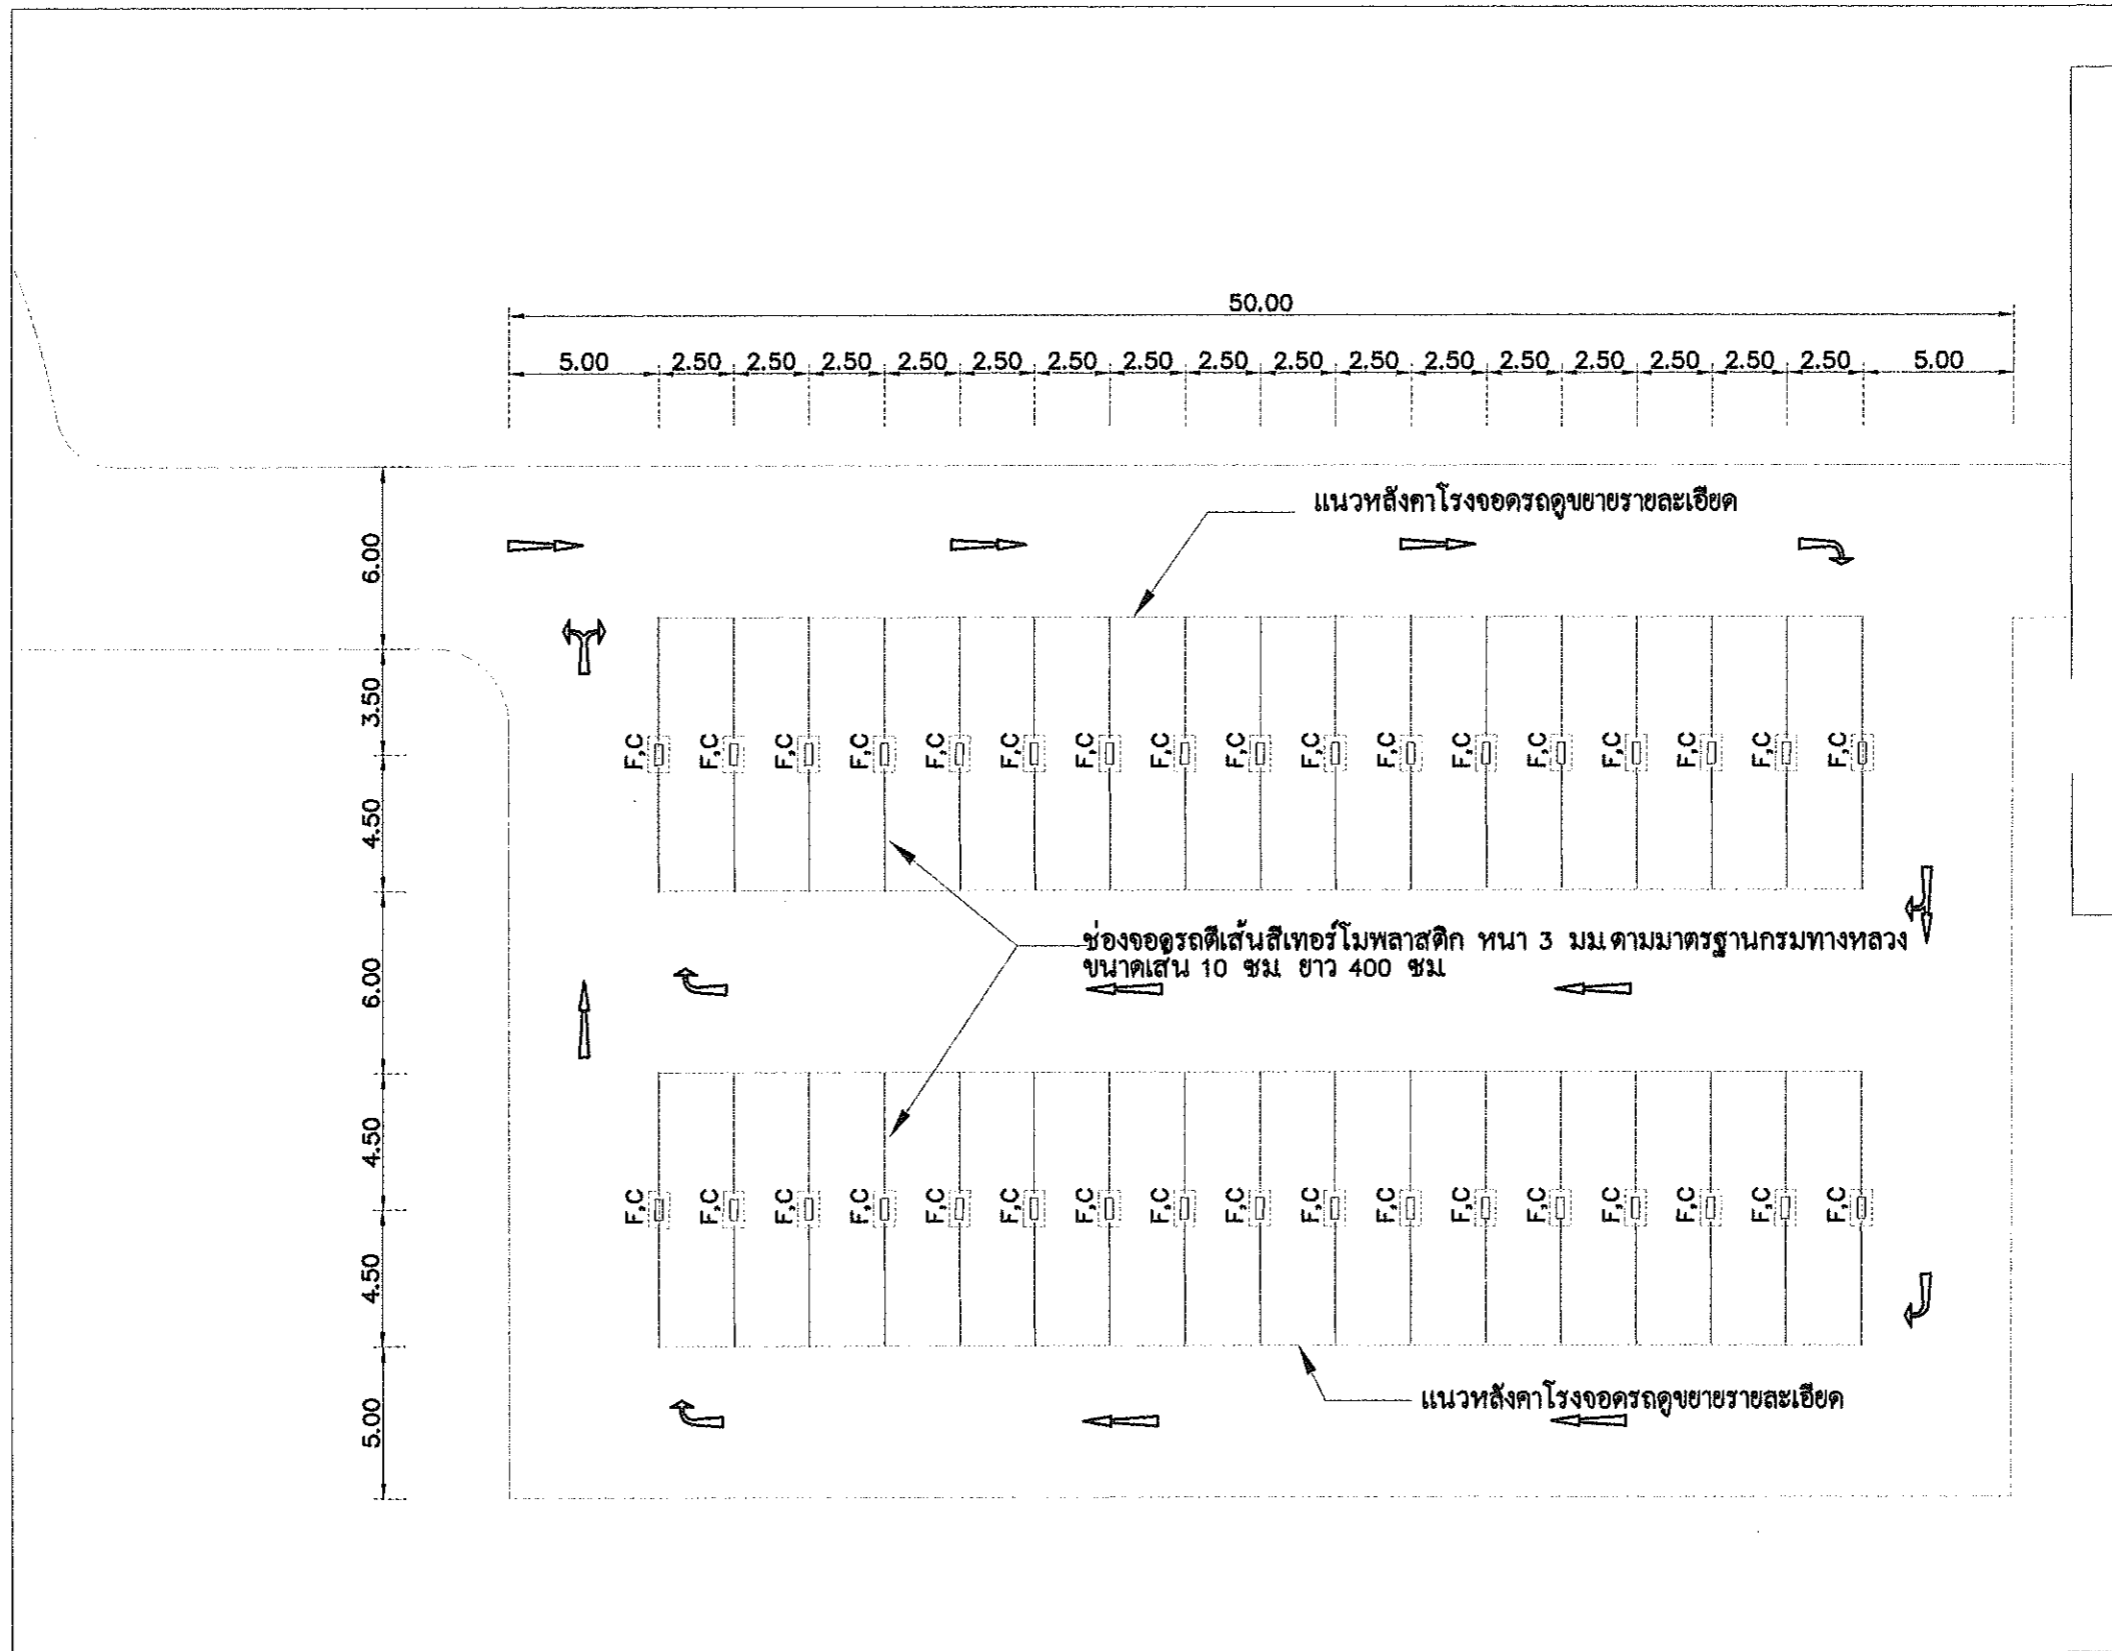 50.00
5.00 2.50 2.50 2.50 2.50 2.50 2.50 2.50 2.50 2.50 2.50 2.50 2.50 2.50 2.50 2.50 2.50 5.00
แนวหลังคาโรงจอดรถดูขยายรายละเอียด
6.00
3.50
F,C F,C F,C F,C F,C F,C F,C F,C F,C F,C F,C F,C F,C F,C F,C F,C F,C
4.50
ช่องจอดรถตีเส้นสีเทอร์โมพลาสติก หนา 3 มม.ตามมาตรฐานกรมทางหลวง
ขนาดเส้น 10 ซม. ยาว 400 ซม.
6.00
4.50
F,C F,C F,C F,C F,C F,C F,C F,C F,C F,C F,C F,C F,C F,C F,C F,C F,C
4.50
แนวหลังคาโรงจอดรถดูขยายรายละเอียด
5.00